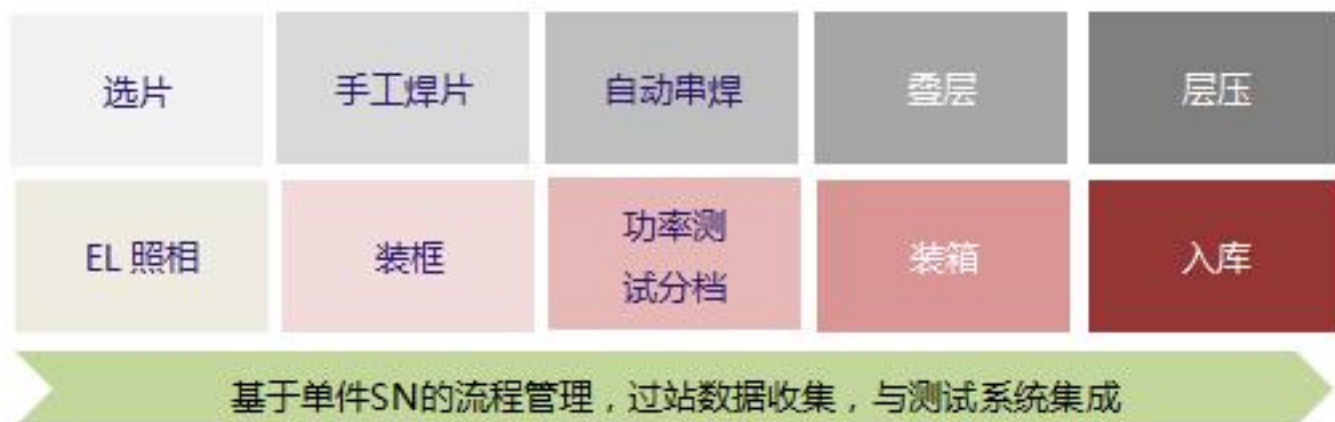 选片
手工焊片
自动串焊
叠层
层压
EL 照相
装框
功率测
试分档
装箱
入库
基于单件SN的流程管理，过站数据收集，与测试系统集成